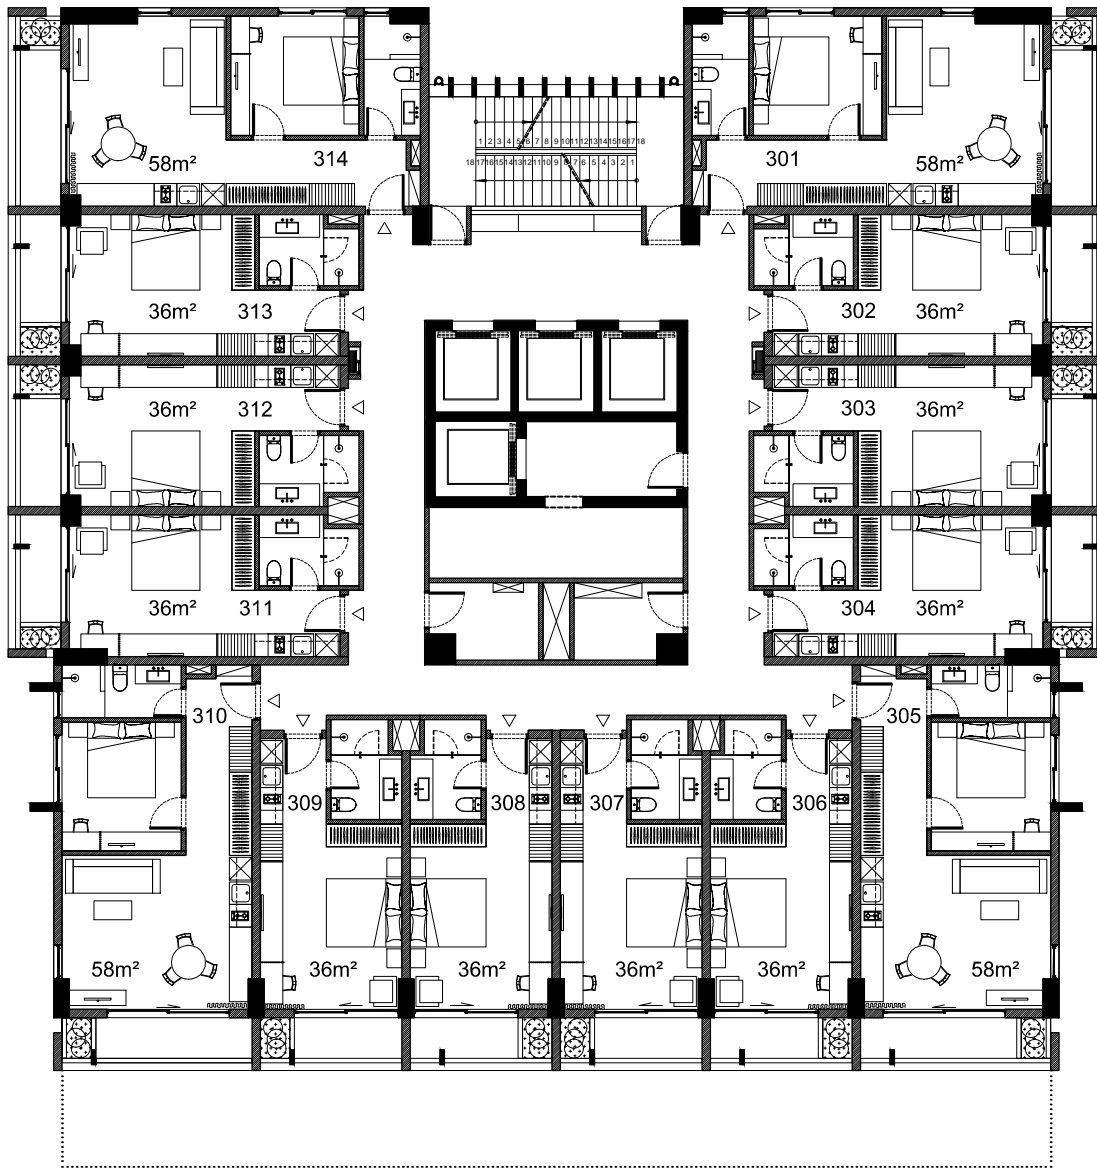 1 2 3 4 5 6 7 8 9 10 11 12 13 14 15 16 17 18
314 301
58m² 58m²
18 17 16 15 14 13 12 11 10 9 8 7 6 5 4 3 2 1
36m² 313 302 36m²
36m² 312 303 36m²
36m² 311 304 36m²
310 305
309 308 307 306
58m² 36m² 36m² 36m² 36m² 58m²